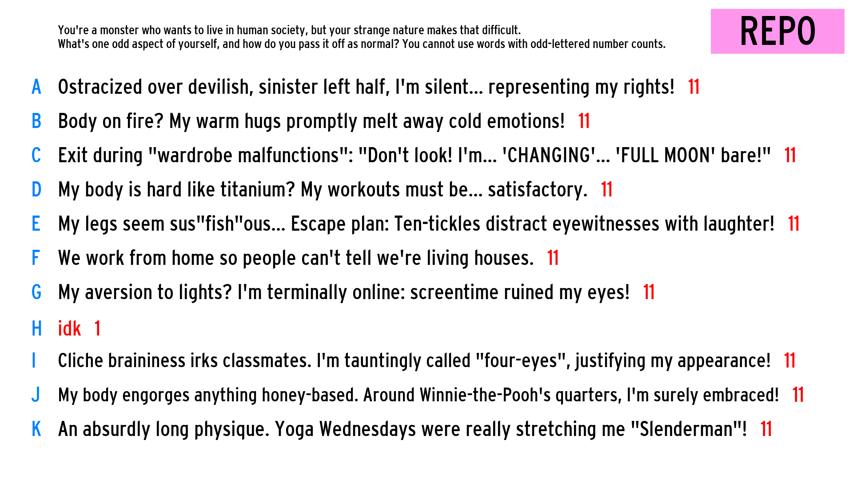 You're a monster who wants to live in human society, but your strange nature makes that difficult.
What's one odd aspect of yourself, and how do you pass it off as normal? You cannot use words with odd-lettered number counts.
REPO
A Ostracized over devilish, sinister left half, I'm silent... representing my rights! 11
B Body on fire? My warm hugs promptly melt away cold emotions! 11
C Exit during "wardrobe malfunctions": "Don't look! I'm... 'CHANGING'... 'FULL MOON' bare!" 11
D My body is hard like titanium? My workouts must be... satisfactory. 11
E My legs seem sus"fish"ous... Escape plan: Ten-tickles distract eyewitnesses with laughter! 11
F We work from home so people can't tell we're living houses. 11
G My aversion to lights? I'm terminally online: screentime ruined my eyes! 11
H idk 1
I Cliche braininess irks classmates. I'm tauntingly called "four-eyes", justifying my appearance! 11
J My body engorges anything honey-based. Around Winnie-the-Pooh's quarters, I'm surely embraced! 11
K An absurdly long physique. Yoga Wednesdays were really stretching me "Slenderman"! 11